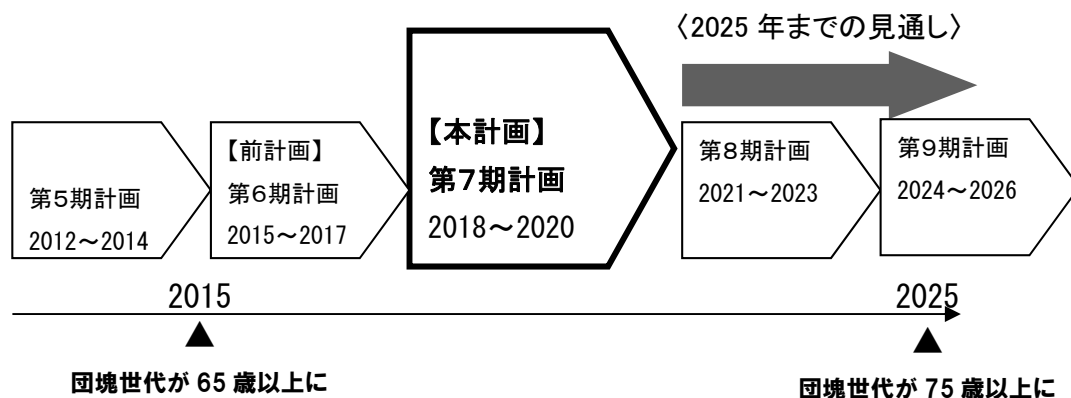 〈2025 年までの見通し〉
第5期計画
2012～2014
【前計画】
第6期計画
2015～2017
【本計画】
第7期計画
2018～2020
第8期計画
2021～2023
第9期計画
2024～2026
2015
2025
団塊世代が 65 歳以上に
団塊世代が 75 歳以上に